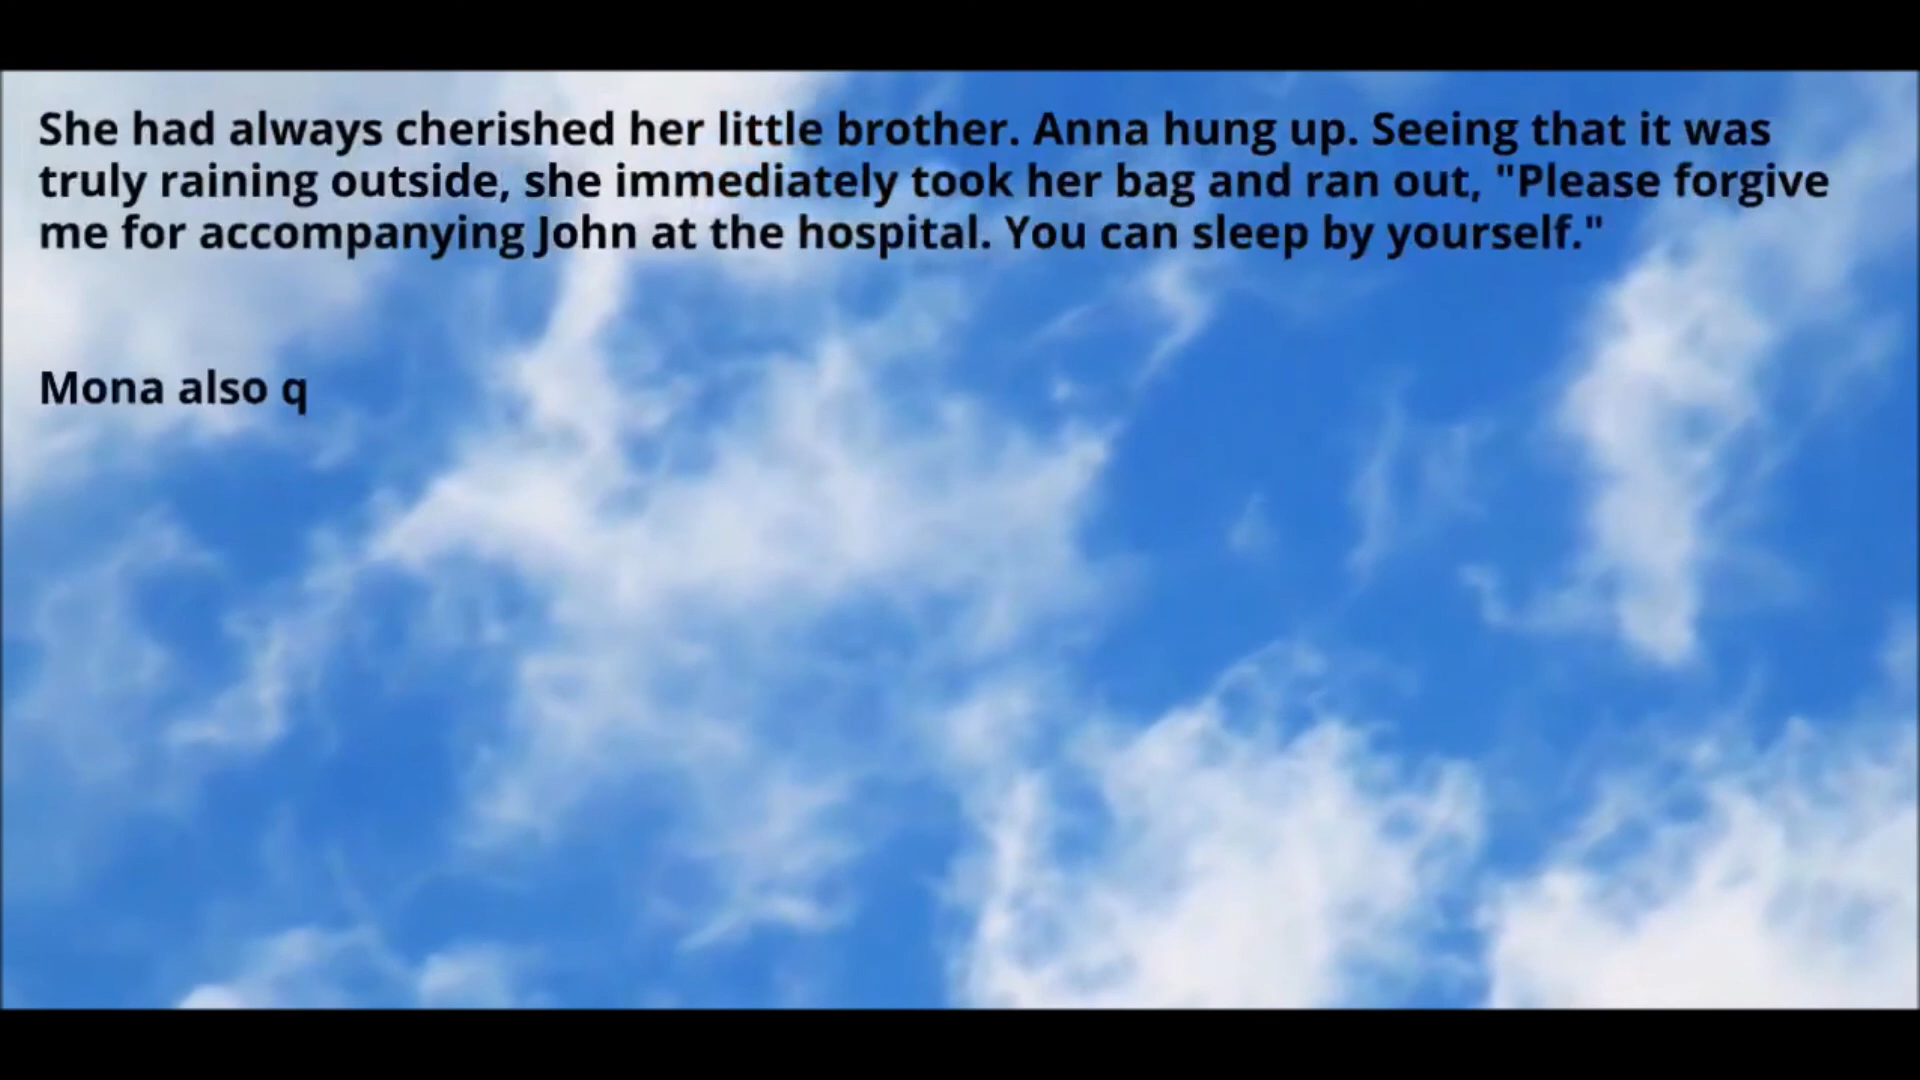 She had always cherished her little brother. Anna hung up. Seeing that it was
truly raining outside, she immediately took her bag and ran out, "Please forgive
me for accompanying John at the hospital. You can sleep by yourself."
Mona also q